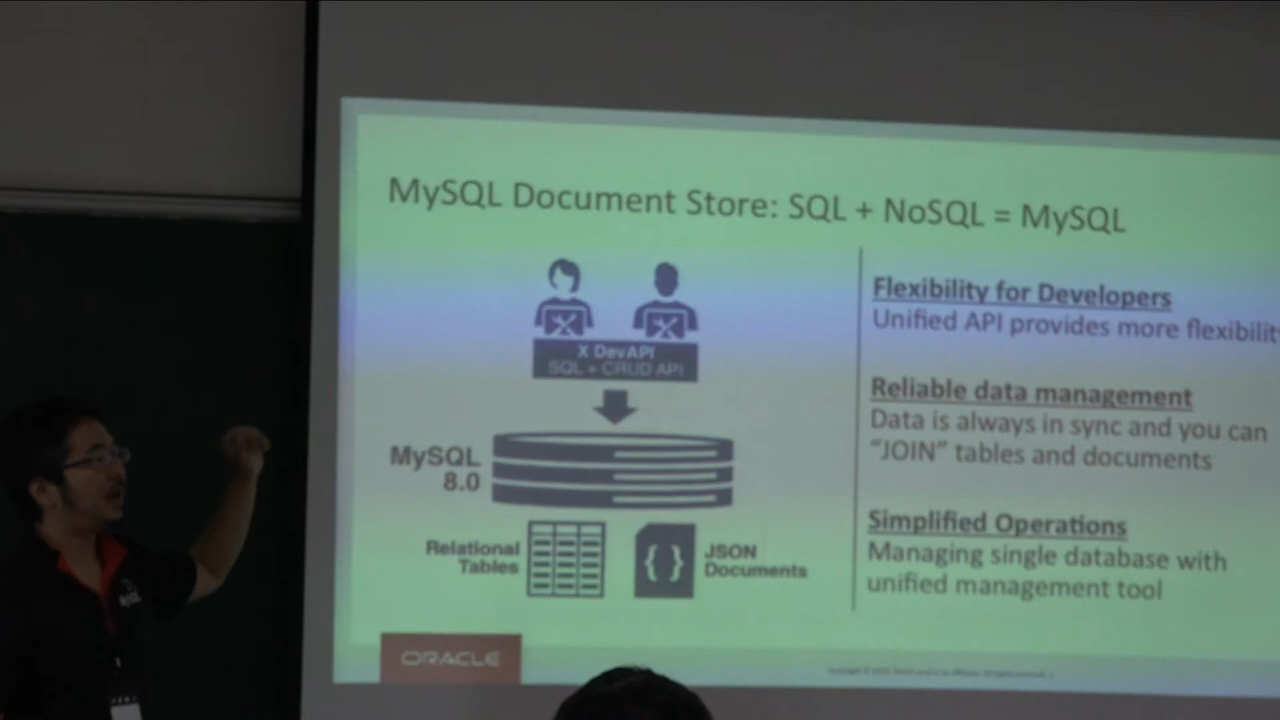 MySQL Document Store: SQL + NoSQL = MySQL
X DevAPI
SQL + CRUD API
MySQL
8.0
Relational
Tables
{ }
JSON
Documents
Flexibility for Developers
Unified API provides more flexibilit
Reliable data management
Data is always in sync and you can
"JOIN" tables and documents
Simplified Operations
Managing single database with
unified management tool
ORACLE